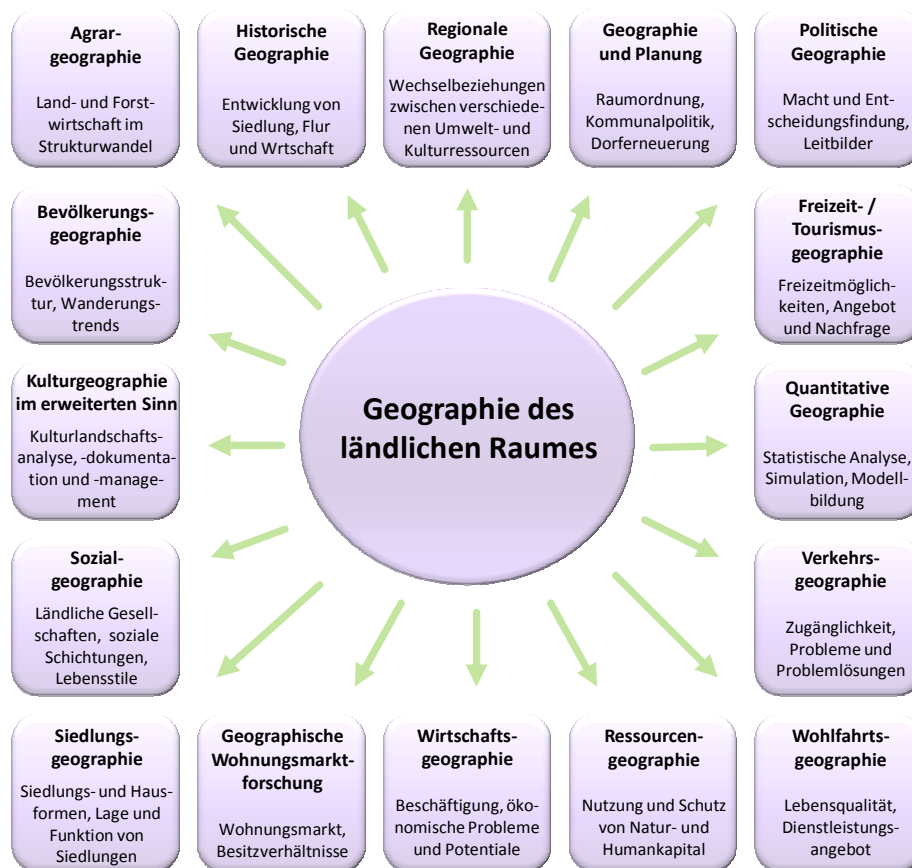 Agrar-
geographie
Land- und Forst-
wirtschaft im
Strukturwandel
Historische
Geographie
Entwicklung von
Siedlung, Flur
und Wrtschaft
Regionale
Geographie
Wechselbeziehungen
zwischen verschiede-
nen Umwelt- und
Kulturressourcen
Geographie
und Planung
Raumordnung,
Kommunalpolitik,
Dorferneuerung
Politische
Geographie
Macht und Ent-
scheidungsfindung,
Leitbilder
Bevölkerungs-
geographie
Bevölkerungsstruk-
tur, Wanderungs-
trends
Freizeit- /
Tourismus-
geographie
Freizeitmöglich-
keiten, Angebot
und Nachfrage
Kulturgeographie
im erweiterten Sinn
Kulturlandschafts-
analyse, -dokumenta-
tion und -manage-
ment
Geographie des
ländlichen Raumes
Quantitative
Geographie
Statistische Analyse,
Simulation, Modell-
bildung
Sozial-
geographie
Ländliche Gesell-
schaften, soziale
Schichtungen,
Lebensstile
Verkehrs-
geographie
Zugänglichkeit,
Probleme und
Problemlösungen
Siedlungs-
geographie
Siedlungs- und Haus-
formen, Lage und
Funktion von
Siedlungen
Geographische
Wohnungsmarkt-
forschung
Wohnungsmarkt,
Besitzverhältnisse
Wirtschafts-
geographie
Beschäftigung, öko-
nomische Probleme
und Potentiale
Ressourcen-
geographie
Nutzung und Schutz
von Natur- und
Humankapital
Wohlfahrts-
geographie
Lebensqualität,
Dienstleistungs-
angebot